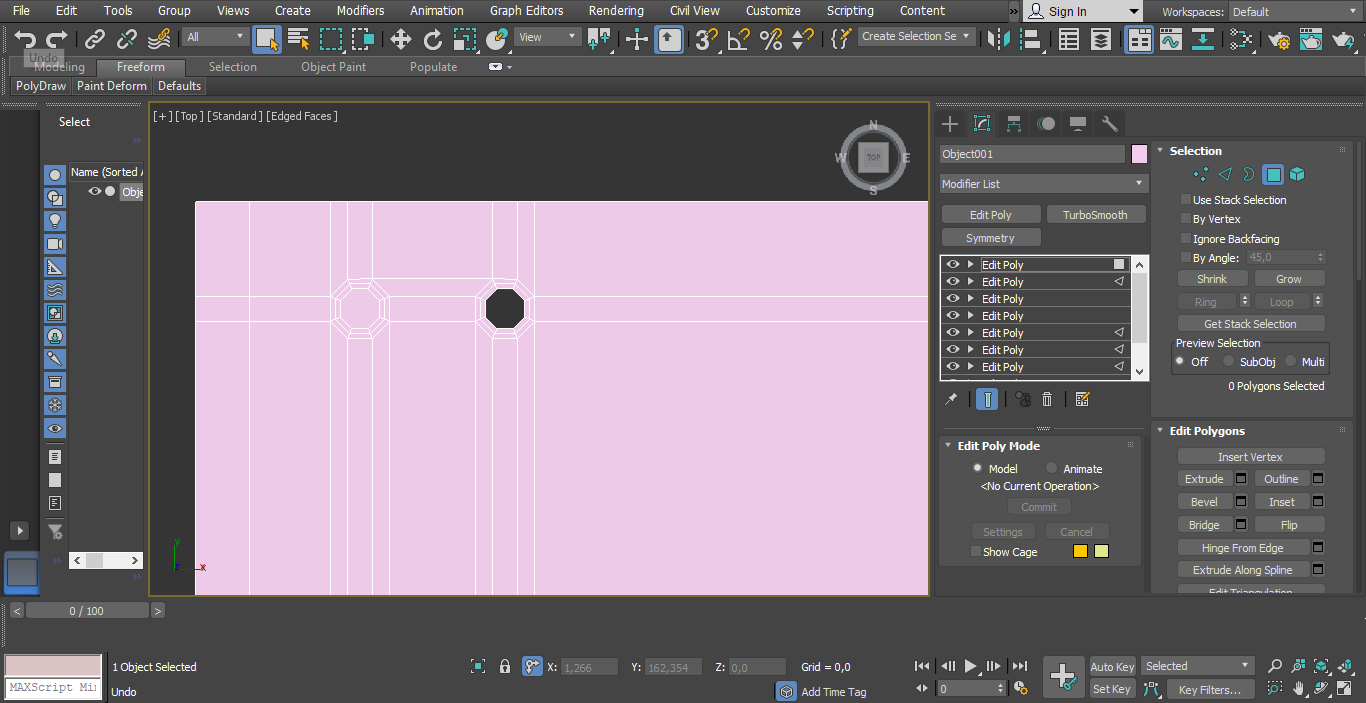 File Edit Tools Group Views Create Modifiers Animation Graph Editors Rendering Civil View Customize Scripting Content » Sign In Workspaces: Default
All View Create Selection Se
Undo
Modeling Freeform Selection Object Paint Populate
PolyDraw Paint Deform Defaults
Select
Name (Sorted A
Obje
[+] [Top] [Standard] [Edged Faces]
N
W TOP E
S
y
z x
Object001
Modifier List
Edit Poly TurboSmooth
Symmetry
Edit Poly
Edit Poly
Edit Poly
Edit Poly
Edit Poly
Edit Poly
Edit Poly
Edit Poly Mode
Model Animate
<No Current Operation>
Commit
Settings Cancel
Show Cage
Selection
Use Stack Selection
By Vertex
Ignore Backfacing
By Angle: 45,0
Shrink Grow
Ring Loop
Get Stack Selection
Preview Selection
Off SubObj Multi
0 Polygons Selected
Edit Polygons
Insert Vertex
Extrude Outline
Bevel Inset
Bridge Flip
Hinge From Edge
Extrude Along Spline
Edit Triangulation
< 0 / 100 >
1 Object Selected X: 1,266 Y: 162,354 Z: 0,0 Grid = 0,0 Auto Key Selected
MAXScript Mi
Undo Add Time Tag 0 Set Key Key Filters...